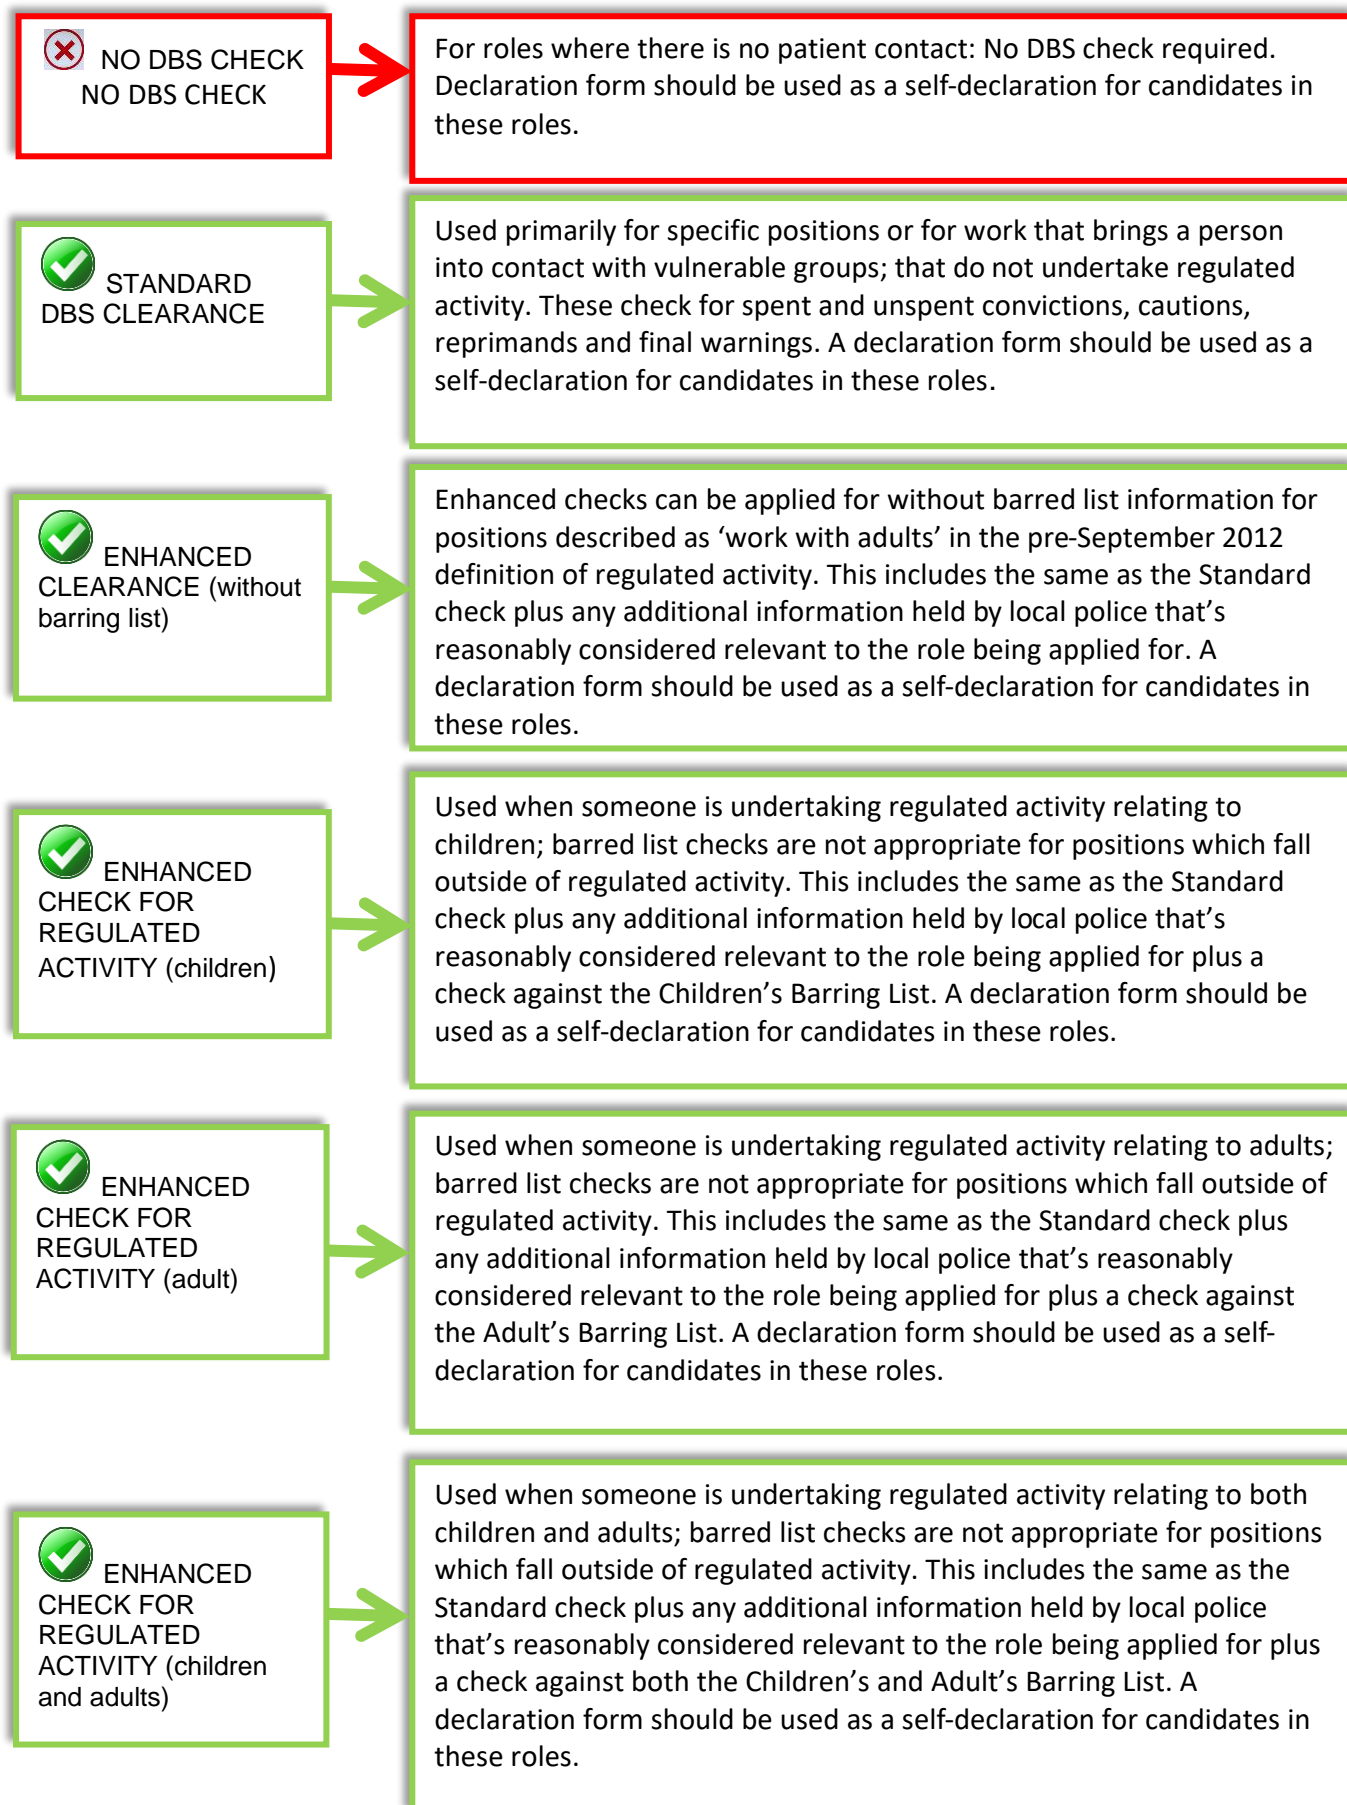 NO DBS CHECK
NO DBS CHECK
For roles where there is no patient contact: No DBS check required.
Declaration form should be used as a self-declaration for candidates in
these roles.
STANDARD
DBS CLEARANCE
Used primarily for specific positions or for work that brings a person
into contact with vulnerable groups; that do not undertake regulated
activity. These check for spent and unspent convictions, cautions,
reprimands and final warnings. A declaration form should be used as a
self-declaration for candidates in these roles.
ENHANCED
CLEARANCE (without
barring list)
Enhanced checks can be applied for without barred list information for
positions described as ‘work with adults’ in the pre-September 2012
definition of regulated activity. This includes the same as the Standard
check plus any additional information held by local police that’s
reasonably considered relevant to the role being applied for. A
declaration form should be used as a self-declaration for candidates in
these roles.
ENHANCED
CHECK FOR
REGULATED
ACTIVITY (children)
Used when someone is undertaking regulated activity relating to
children; barred list checks are not appropriate for positions which fall
outside of regulated activity. This includes the same as the Standard
check plus any additional information held by local police that’s
reasonably considered relevant to the role being applied for plus a
check against the Children’s Barring List. A declaration form should be
used as a self-declaration for candidates in these roles.
ENHANCED
CHECK FOR
REGULATED
ACTIVITY (adult)
Used when someone is undertaking regulated activity relating to adults;
barred list checks are not appropriate for positions which fall outside of
regulated activity. This includes the same as the Standard check plus
any additional information held by local police that’s reasonably
considered relevant to the role being applied for plus a check against
the Adult’s Barring List. A declaration form should be used as a self-
declaration for candidates in these roles.
ENHANCED
CHECK FOR
REGULATED
ACTIVITY (children
and adults)
Used when someone is undertaking regulated activity relating to both
children and adults; barred list checks are not appropriate for positions
which fall outside of regulated activity. This includes the same as the
Standard check plus any additional information held by local police
that’s reasonably considered relevant to the role being applied for plus
a check against both the Children’s and Adult’s Barring List. A
declaration form should be used as a self-declaration for candidates in
these roles.